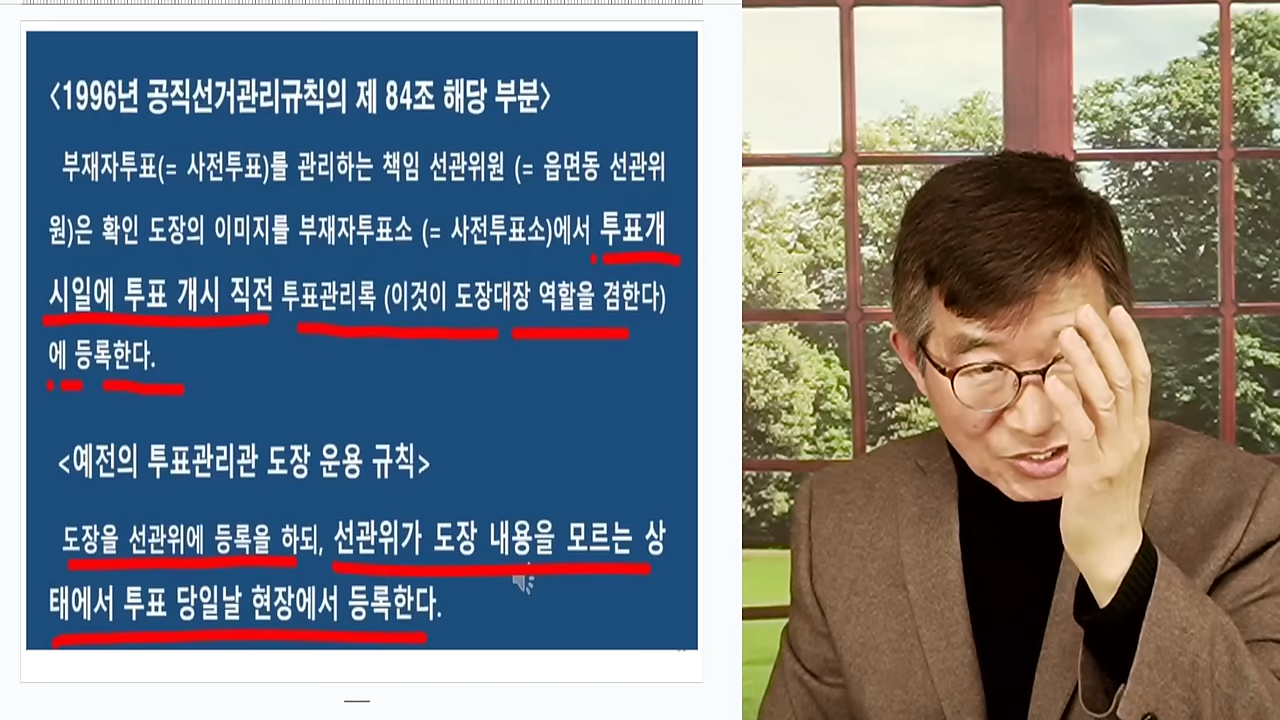 <1996년 공직선거관리규칙의 제 84조 해당 부분>
부재자투표(= 사전투표)를 관리하는 책임 선관위원 (= 읍면동 선관위
원)은 확인 도장의 이미지를 부재자투표소 (= 사전투표소)에서 투표개
시일에 투표 개시 직전 투표관리록 (이것이 도장대장 역할을 겸한다)
에 등록한다.
<예전의 투표관리관 도장 운용 규칙>
도장을 선관위에 등록을 하되, 선관위가 도장 내용을 모르는 상
태에서 투표 당일날 현장에서 등록한다.